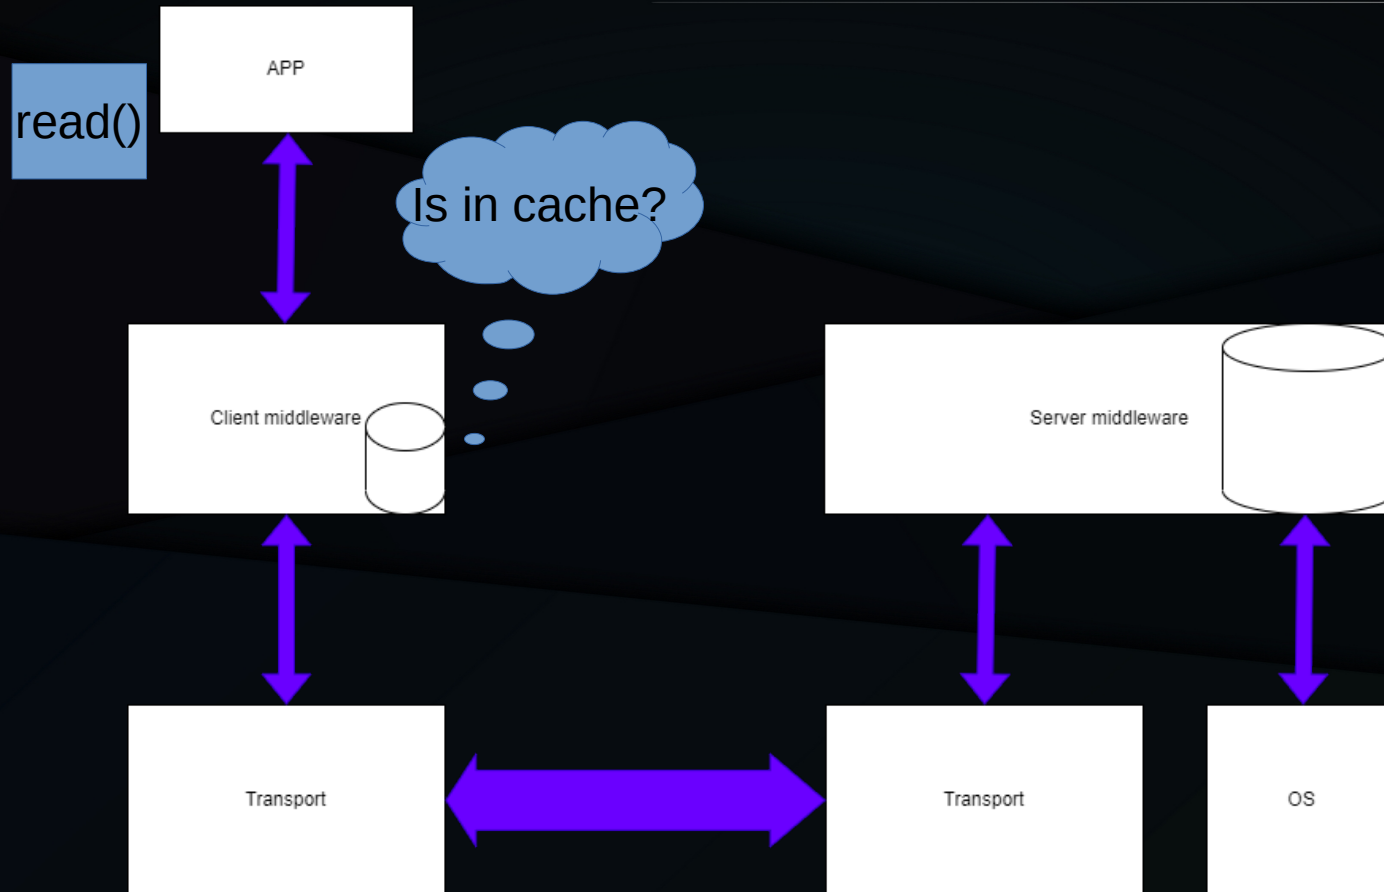 APP
read()
Is in cache?
Client middleware
Server middleware
Transport
Transport
OS